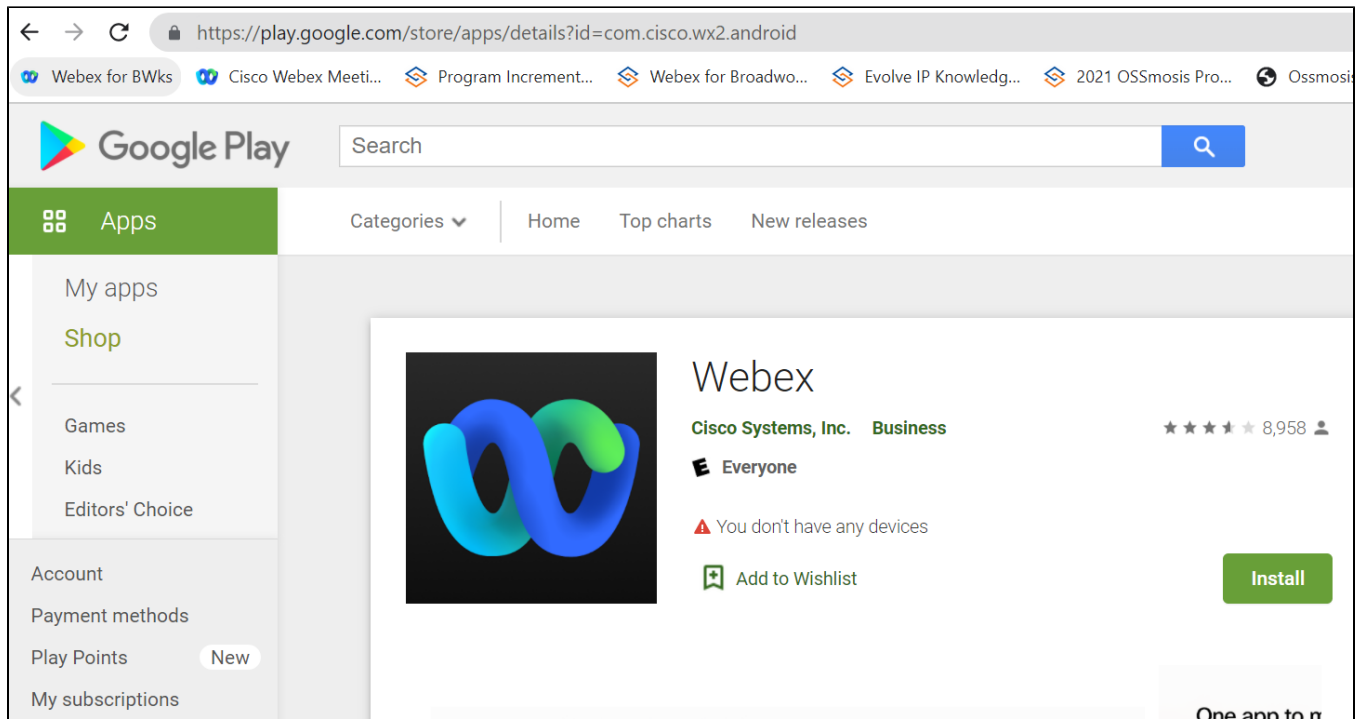 https://play.google.com/store/apps/details?id=com.cisco.wx2.android
Webex for BWks Cisco Webex Meeti... Program Increment... Webex for Broadwo... Evolve IP Knowledg... 2021 OSSmosis Pro... Ossmosis
Google Play Search
Apps Categories Home Top charts New releases
My apps
Shop
Games
Kids
Editors' Choice
Account
Payment methods
Play Points New
My subscriptions
Webex
Cisco Systems, Inc. Business 8,958
E Everyone
You don't have any devices
Add to Wishlist
Install
One app to m